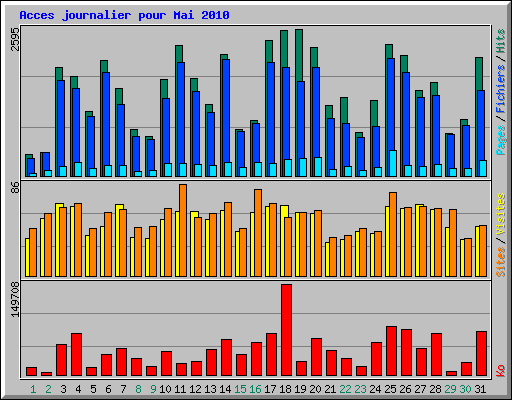 Acces journalier pour Mai 2010
2595
Pages / Fichiers / Hits
86
Sites / Visites
149708
Ko
1 2 3 4 5 6 7 8 9 10 11 12 13 14 15 16 17 18 19 20 21 22 23 24 25 26 27 28 29 30 31